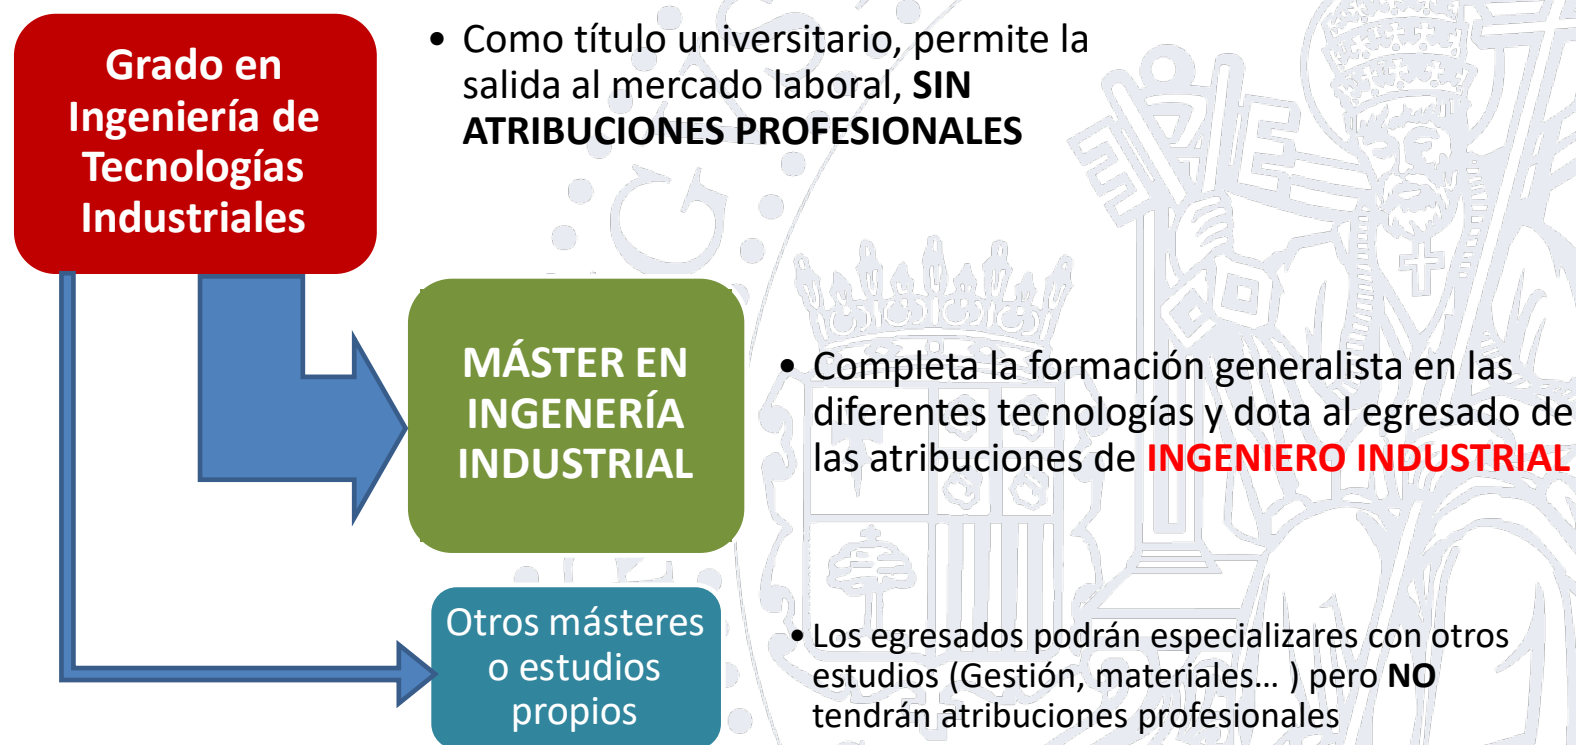 Grado en
Ingeniería de
Tecnologías
Industriales
• Como título universitario, permite la
salida al mercado laboral, SIN
ATRIBUCIONES PROFESIONALES
MÁSTER EN
INGENERÍA
INDUSTRIAL
• Completa la formación generalista en las
diferentes tecnologías y dota al egresado de
las atribuciones de INGENIERO INDUSTRIAL
Otros másteres
o estudios
propios
• Los egresados podrán especializares con otros
estudios (Gestión, materiales... ) pero NO
tendrán atribuciones profesionales